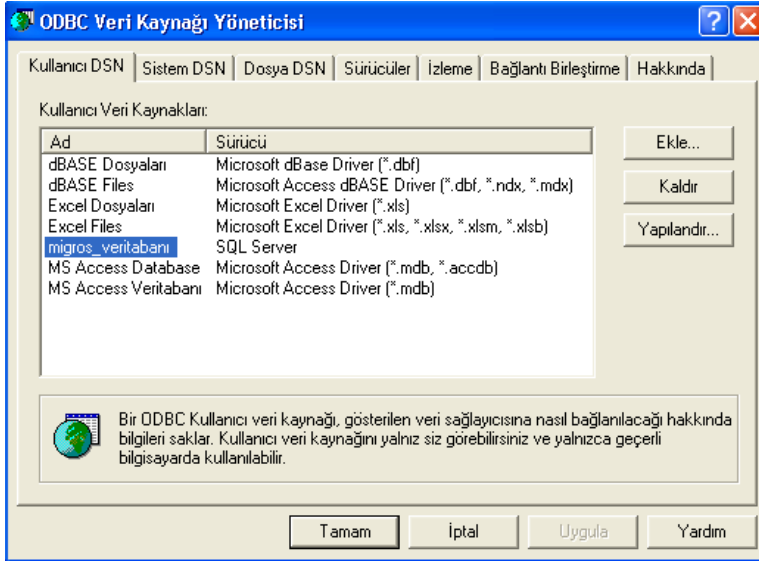 ODBC Veri Kaynağı Yöneticisi
Kullanıcı DSN Sistem DSN Dosya DSN Sürücüler İzleme Bağlantı Birleştirme Hakkında
Kullanıcı Veri Kaynakları:
Ad Sürücü
dBASE Dosyaları Microsoft dBase Driver (*.dbf)
dBASE Files Microsoft Access dBASE Driver (*.dbf, *.ndx, *.mdx)
Excel Dosyaları Microsoft Excel Driver (*.xls)
Excel Files Microsoft Excel Driver (*.xls, *.xlsx, *.xlsm, *.xlsb)
migros_veritabanı SQL Server
MS Access Database Microsoft Access Driver (*.mdb, *.accdb)
MS Access Veritabanı Microsoft Access Driver (*.mdb)
Ekle...
Kaldır
Yapılandır...
Bir ODBC Kullanıcı veri kaynağı, gösterilen veri sağlayıcısına nasıl bağlanılacağı hakkında
bilgileri saklar. Kullanıcı veri kaynağını yalnız siz görebilirsiniz ve yalnızca geçerli
bilgisayarda kullanılabilir.
Tamam İptal Uygula Yardım